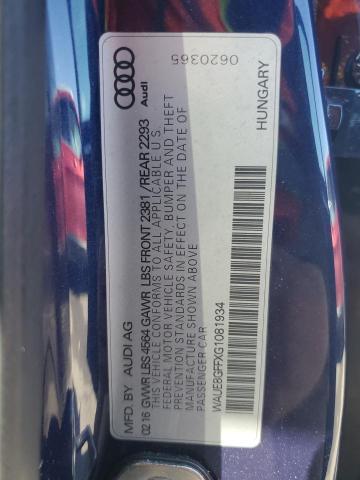 MFD. BY AUDI AG
02 16 GVWR LBS 4564 GAWR LBS FRONT 2381 / REAR 2293
THIS VEHICLE CONFORMS TO ALL APPLICABLE U S
FEDERAL MOTOR VEHICLE SAFETY, BUMPER AND THEFT
PREVENTION STANDARDS IN EFFECT ON THE DATE OF
MANUFACTURE SHOWN ABOVE
PASSENGER CAR
WAUE8GFFXG1081934
HUNGARY
Audi
0620365